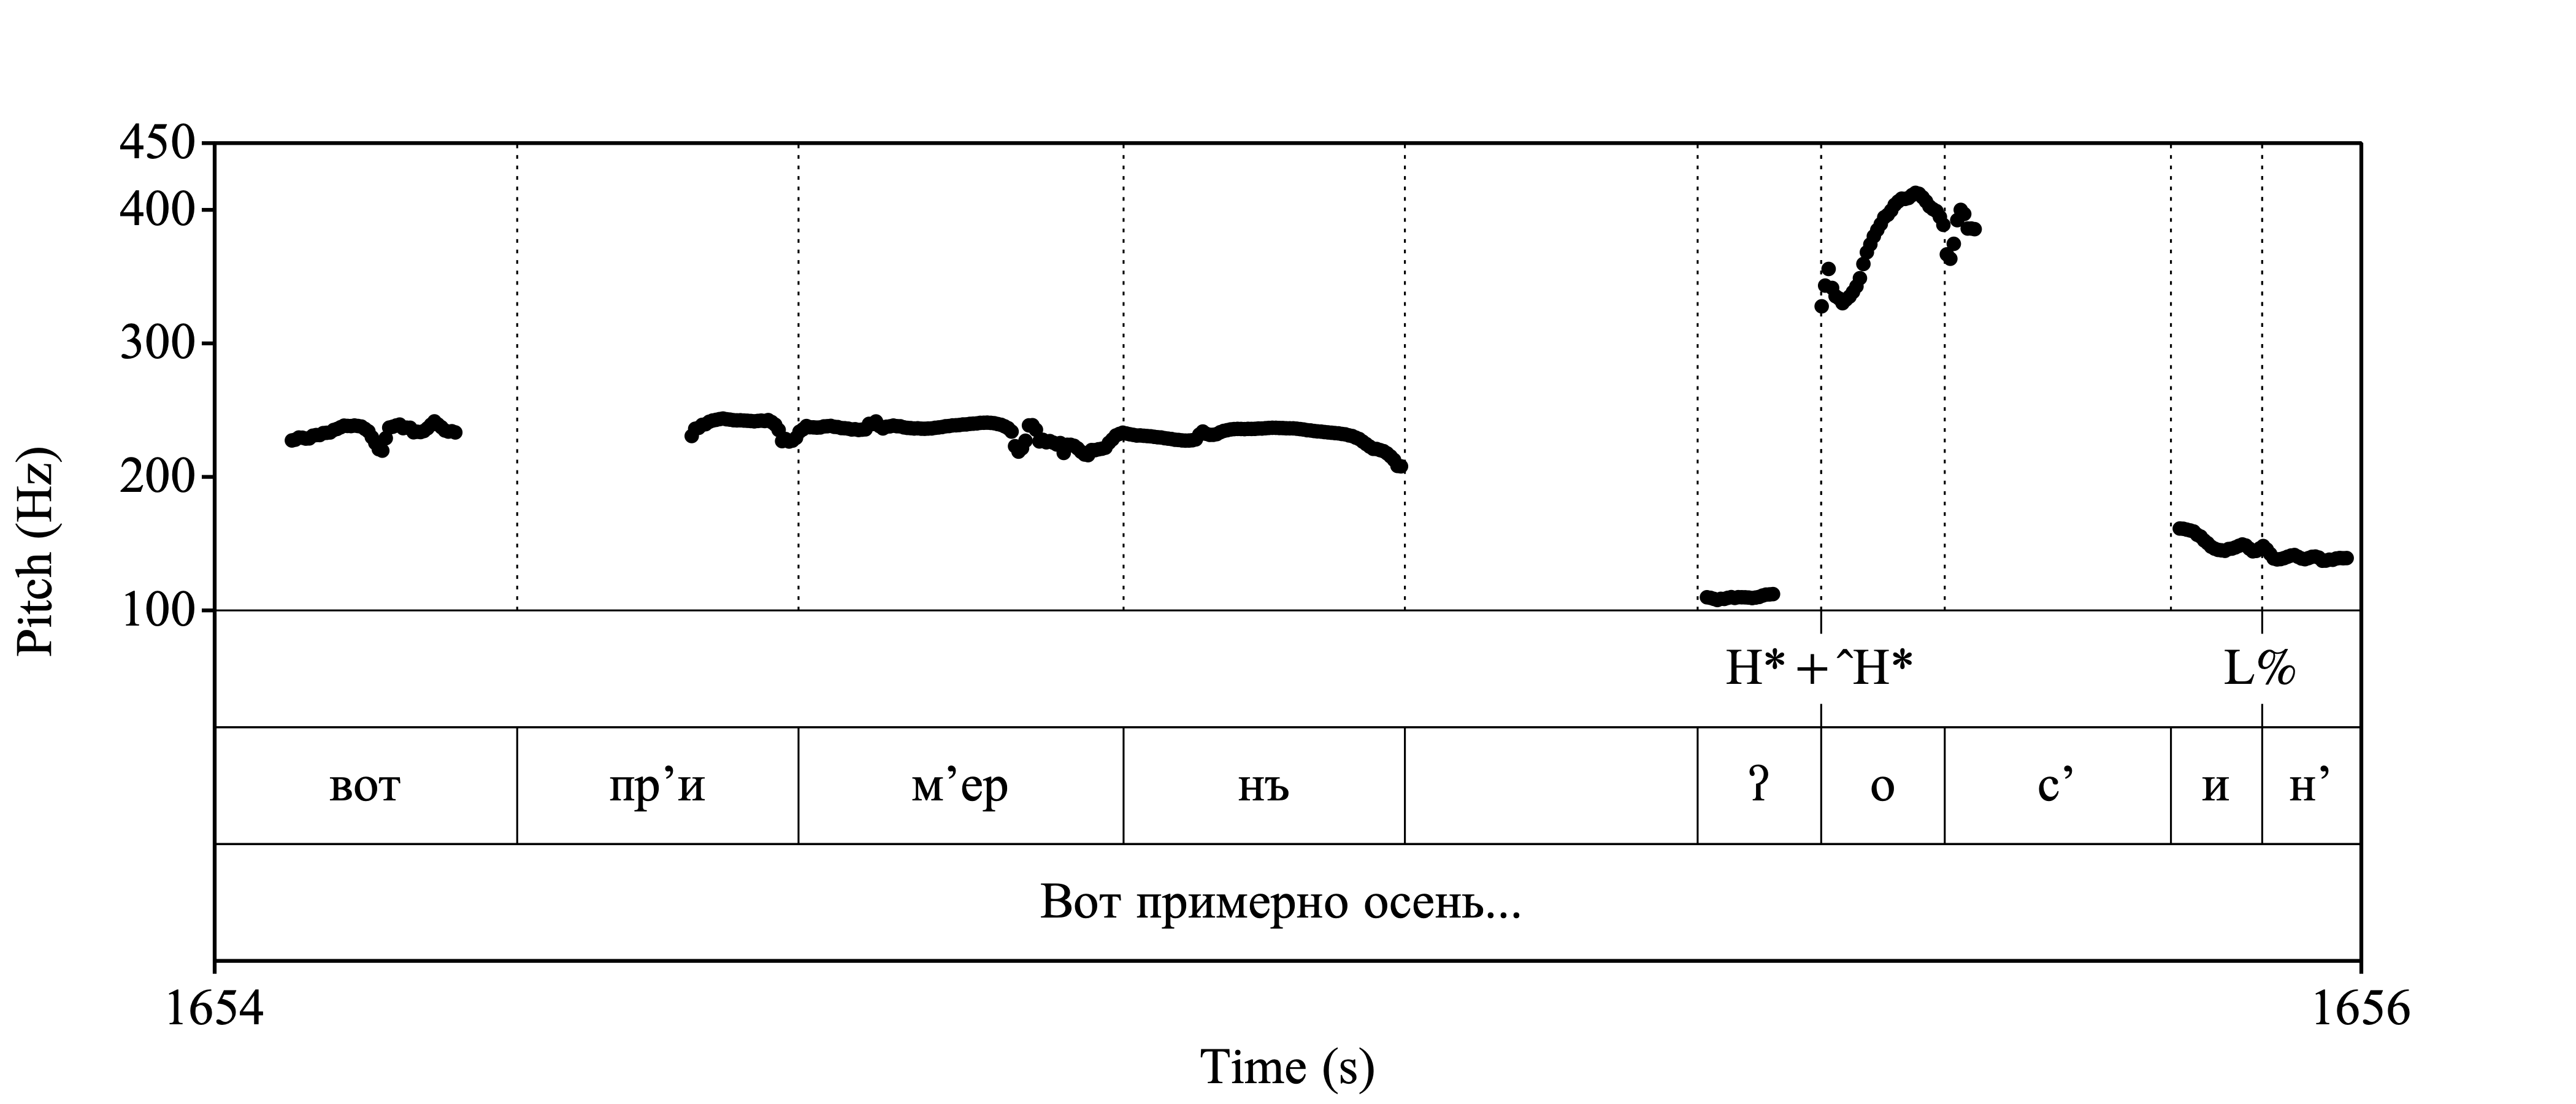 450
400
300
200
100
Pitch (Hz)
H* + ˆH* L%
вот пр’и м’ер нъ ʔ о с’ и н’
Вот примерно осень...
1654 1656
Time (s)